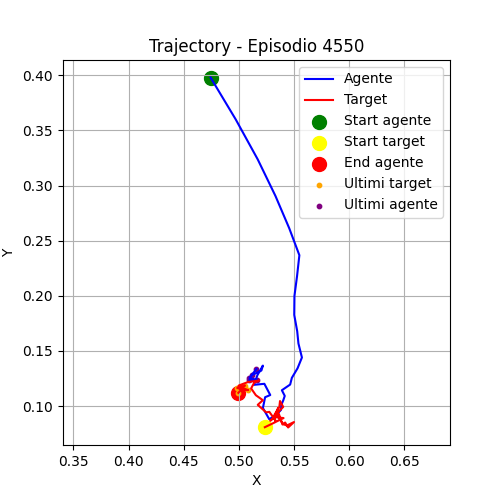 Trajectory - Episodio 4550
0.40
0.35
0.30
0.25
0.20
0.15
0.10
Y
Agente
Target
Start agente
Start target
End agente
Ultimi target
Ultimi agente
0.35 0.40 0.45 0.50 0.55 0.60 0.65
X